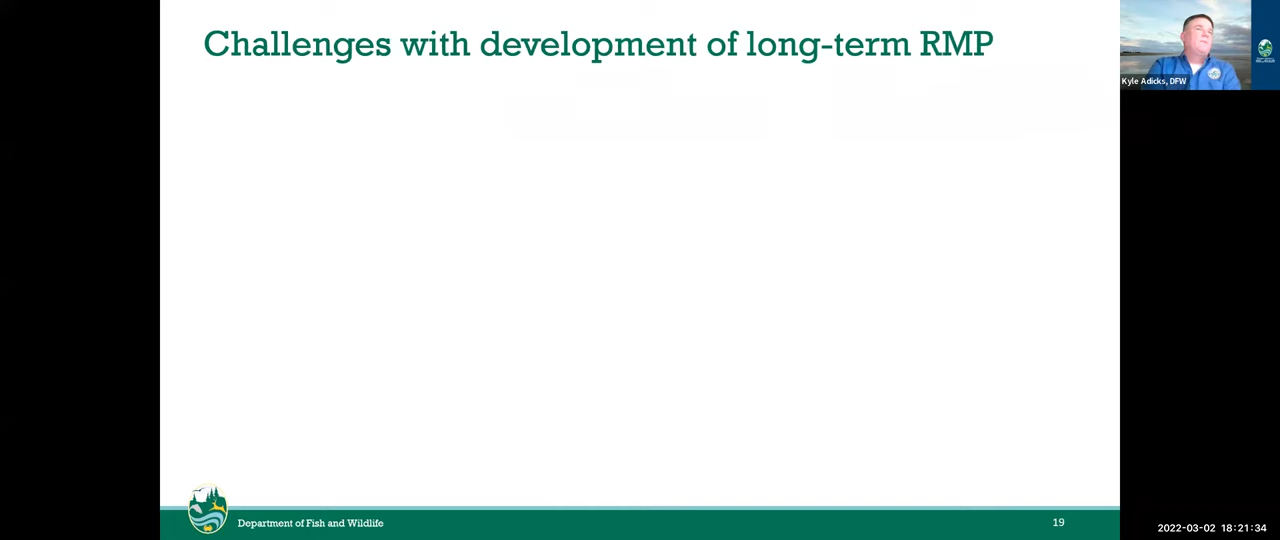 Challenges with development of long-term RMP
Kyle Adicks, DFW
Department of Fish and Wildlife
19
2022-03-02 18:21:34